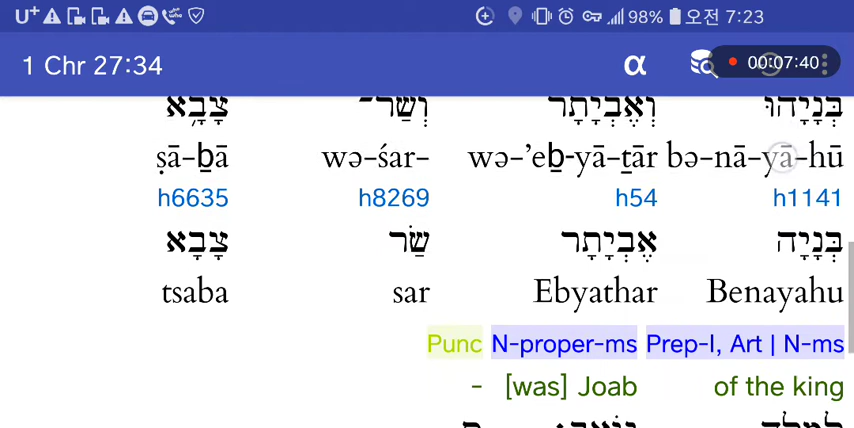 U+ 98% 오전 7:23
1 Chr 27:34 α 00:07:40
בְּנָיָהוּ וְאֶבְיָתָר וְשַׂר־ צָבָ֥א
bə-nā-yā-hū wə-’eḇ-yā-ṯār wə-śar- ṣā-ḇā
h1141 h54 h8269 h6635
בְּנָיָה אֶבְיָתָר שַׂר צָבָא
Benayahu Ebyathar sar tsaba
Prep-l, Art | N-ms N-proper-ms Punc
of the king [was] Joab -